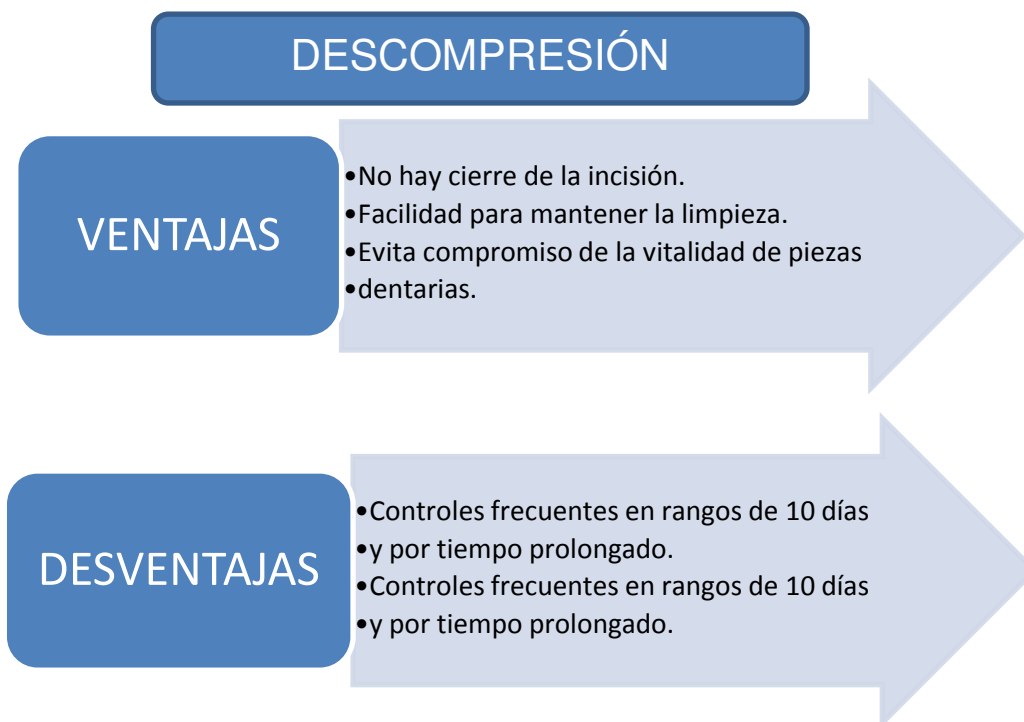 DESCOMPRESIÓN
VENTAJAS
•No hay cierre de la incisión.
•Facilidad para mantener la limpieza.
•Evita compromiso de la vitalidad de piezas
•dentarias.
DESVENTAJAS
•Controles frecuentes en rangos de 10 días
•y por tiempo prolongado.
•Controles frecuentes en rangos de 10 días
•y por tiempo prolongado.